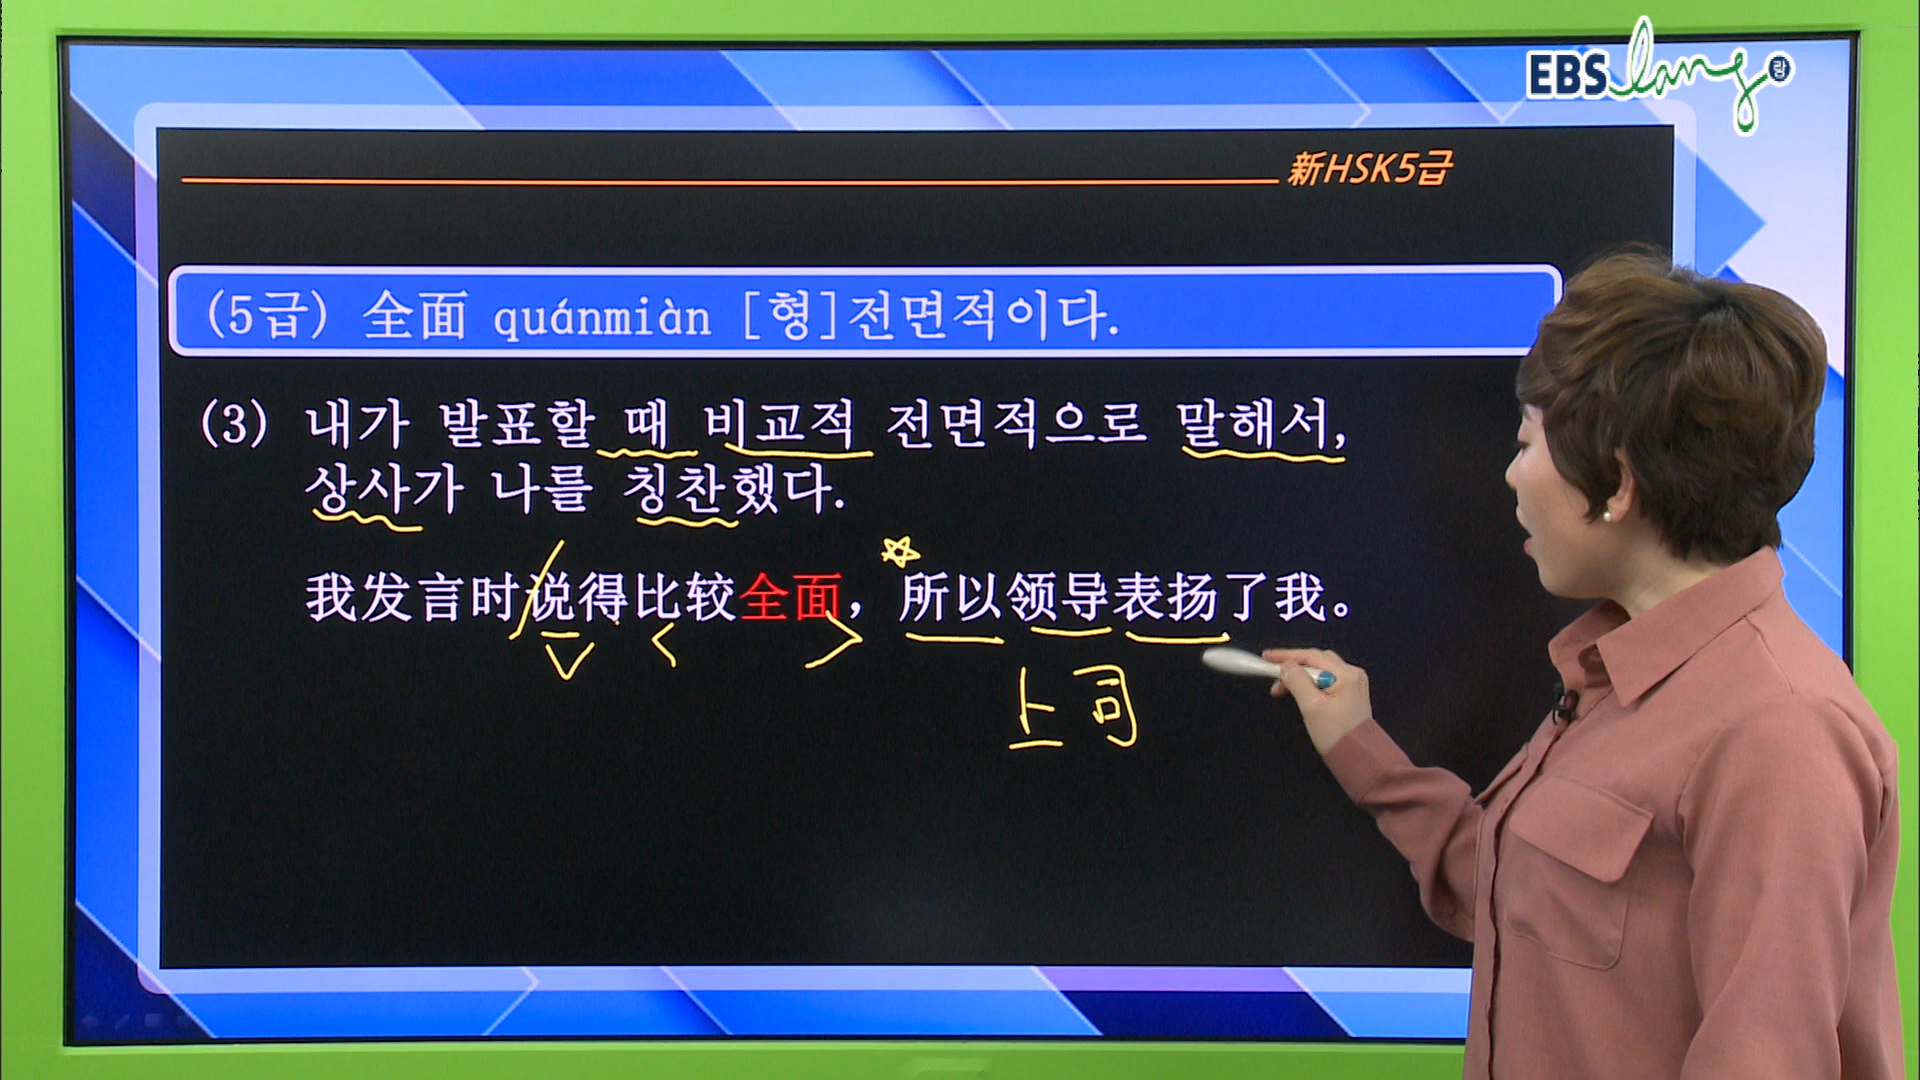 EBS lang 랑
新HSK5급
(5급) 全面 quánmiàn [형]전면적이다.
(3) 내가 발표할 때 비교적 전면적으로 말해서,
상사가 나를 칭찬했다.
我发言时说得比较全面，所以领导表扬了我。
上司